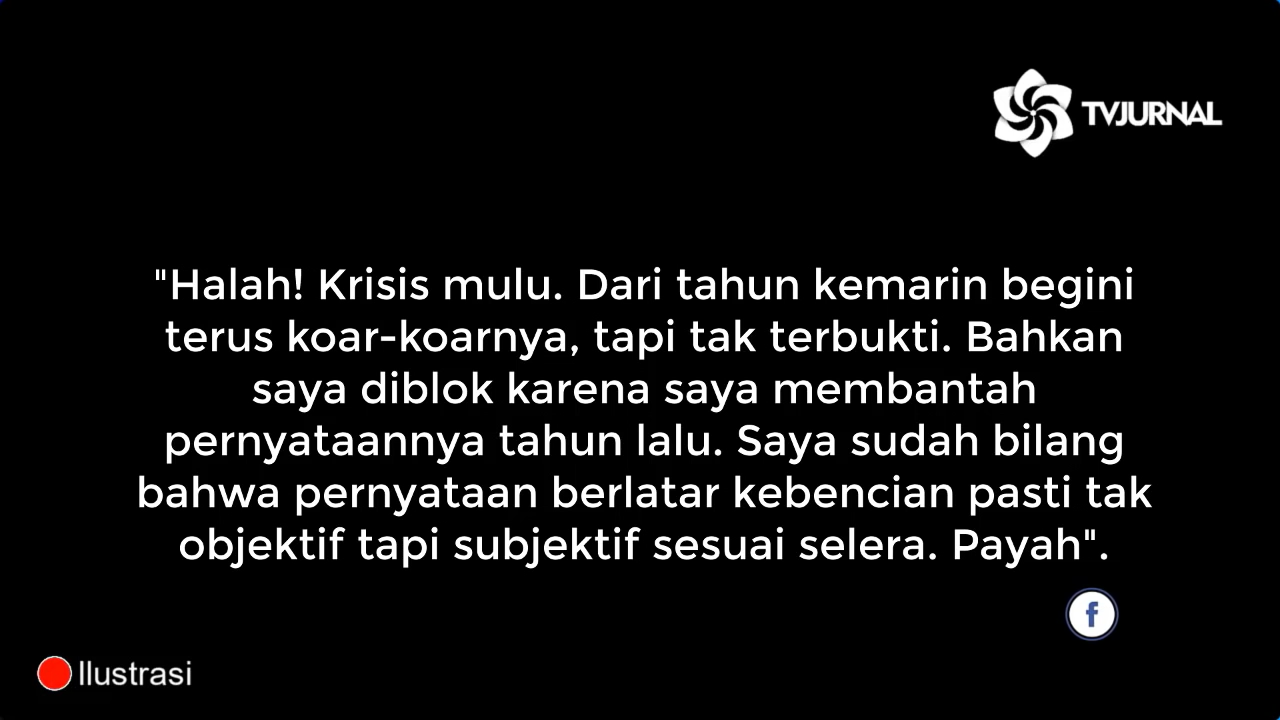 TVJURNAL
"Halah! Krisis mulu. Dari tahun kemarin begini
terus koar-koarnya, tapi tak terbukti. Bahkan
saya diblok karena saya membantah
pernyataannya tahun lalu. Saya sudah bilang
bahwa pernyataan berlatar kebencian pasti tak
objektif tapi subjektif sesuai selera. Payah".
f
Ilustrasi